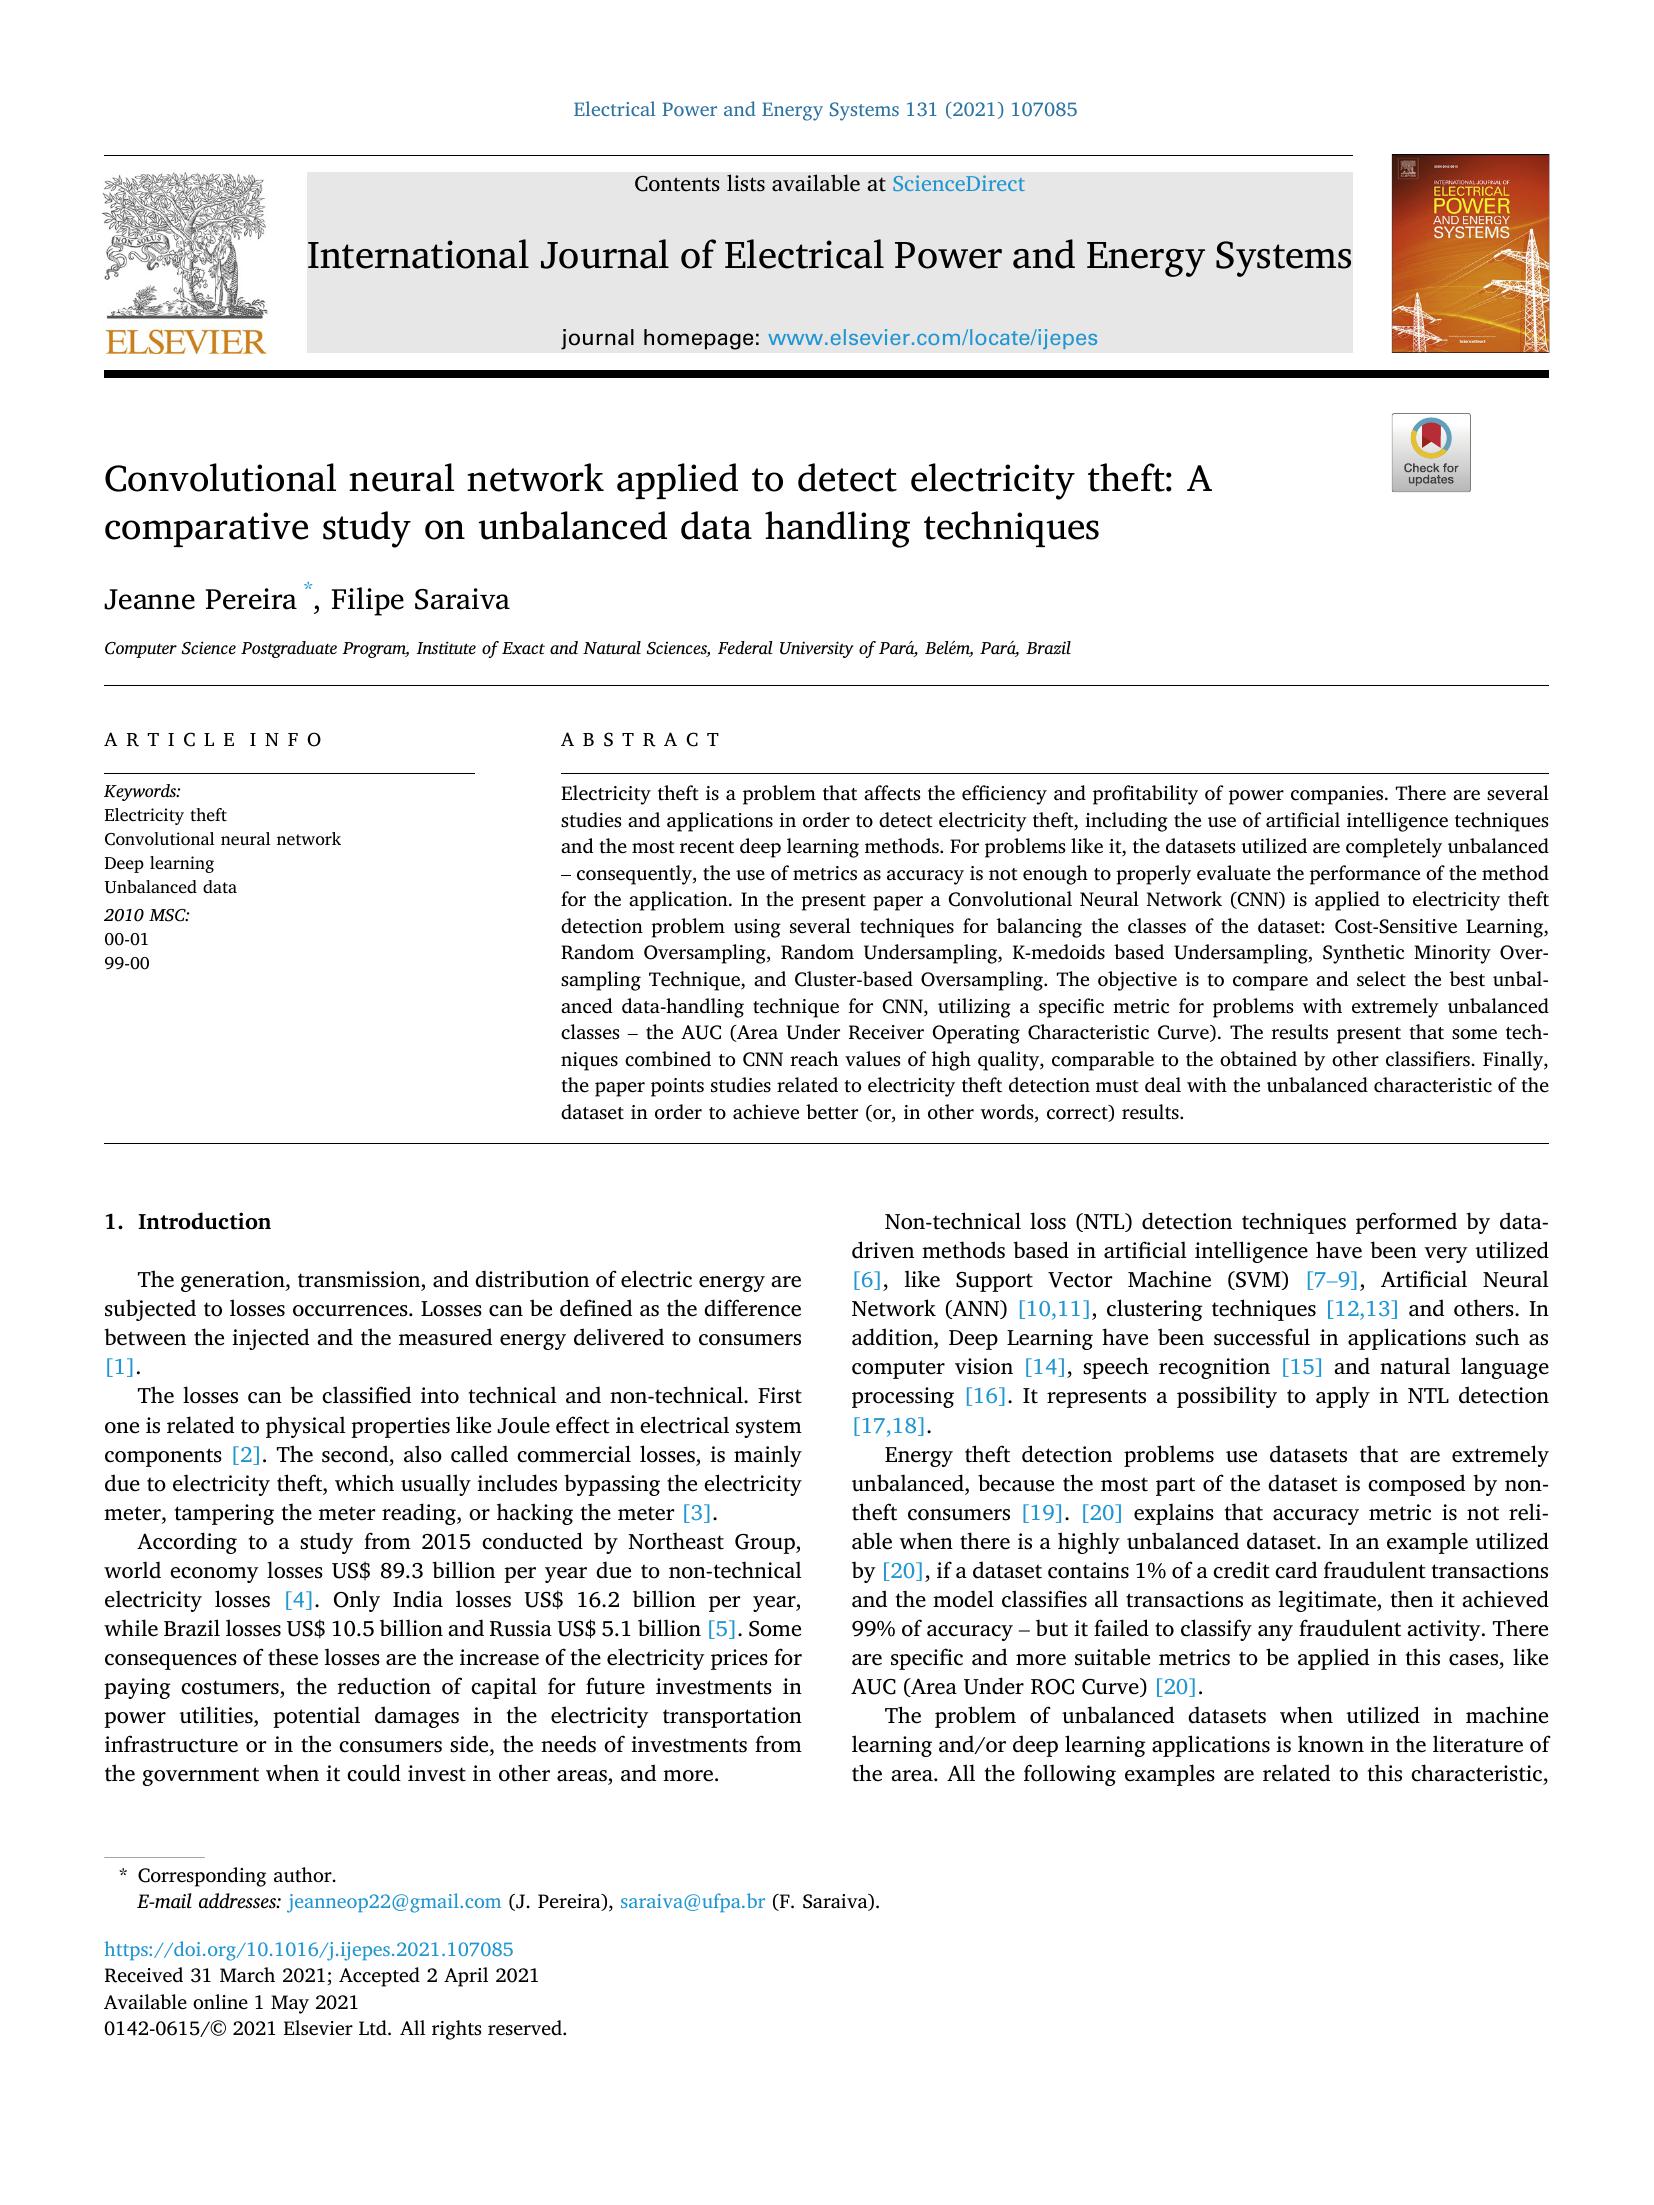 Electrical Power and Energy Systems 131 (2021) 107085
Contents lists available at ScienceDirect
International Journal of Electrical Power and Energy Systems
journal homepage: www.elsevier.com/locate/ijepes
NON SOLUS
ELSEVIER
INTERNATIONAL JOURNAL OF
ELECTRICAL
POWER
AND ENERGY
SYSTEMS
Check for
updates
Convolutional neural network applied to detect electricity theft: A
comparative study on unbalanced data handling techniques
Jeanne Pereira *, Filipe Saraiva
Computer Science Postgraduate Program, Institute of Exact and Natural Sciences, Federal University of Pará, Belém, Pará, Brazil
A R T I C L E I N F O
Keywords:
Electricity theft
Convolutional neural network
Deep learning
Unbalanced data
2010 MSC:
00-01
99-00
A B S T R A C T
Electricity theft is a problem that affects the efficiency and profitability of power companies. There are several
studies and applications in order to detect electricity theft, including the use of artificial intelligence techniques
and the most recent deep learning methods. For problems like it, the datasets utilized are completely unbalanced
– consequently, the use of metrics as accuracy is not enough to properly evaluate the performance of the method
for the application. In the present paper a Convolutional Neural Network (CNN) is applied to electricity theft
detection problem using several techniques for balancing the classes of the dataset: Cost-Sensitive Learning,
Random Oversampling, Random Undersampling, K-medoids based Undersampling, Synthetic Minority Over-
sampling Technique, and Cluster-based Oversampling. The objective is to compare and select the best unbal-
anced data-handling technique for CNN, utilizing a specific metric for problems with extremely unbalanced
classes – the AUC (Area Under Receiver Operating Characteristic Curve). The results present that some tech-
niques combined to CNN reach values of high quality, comparable to the obtained by other classifiers. Finally,
the paper points studies related to electricity theft detection must deal with the unbalanced characteristic of the
dataset in order to achieve better (or, in other words, correct) results.
1. Introduction
The generation, transmission, and distribution of electric energy are
subjected to losses occurrences. Losses can be defined as the difference
between the injected and the measured energy delivered to consumers
[1].
The losses can be classified into technical and non-technical. First
one is related to physical properties like Joule effect in electrical system
components [2]. The second, also called commercial losses, is mainly
due to electricity theft, which usually includes bypassing the electricity
meter, tampering the meter reading, or hacking the meter [3].
According to a study from 2015 conducted by Northeast Group,
world economy losses US$ 89.3 billion per year due to non-technical
electricity losses [4]. Only India losses US$ 16.2 billion per year,
while Brazil losses US$ 10.5 billion and Russia US$ 5.1 billion [5]. Some
consequences of these losses are the increase of the electricity prices for
paying costumers, the reduction of capital for future investments in
power utilities, potential damages in the electricity transportation
infrastructure or in the consumers side, the needs of investments from
the government when it could invest in other areas, and more.
Non-technical loss (NTL) detection techniques performed by data-
driven methods based in artificial intelligence have been very utilized
[6], like Support Vector Machine (SVM) [7–9], Artificial Neural
Network (ANN) [10,11], clustering techniques [12,13] and others. In
addition, Deep Learning have been successful in applications such as
computer vision [14], speech recognition [15] and natural language
processing [16]. It represents a possibility to apply in NTL detection
[17,18].
Energy theft detection problems use datasets that are extremely
unbalanced, because the most part of the dataset is composed by non-
theft consumers [19]. [20] explains that accuracy metric is not reli-
able when there is a highly unbalanced dataset. In an example utilized
by [20], if a dataset contains 1% of a credit card fraudulent transactions
and the model classifies all transactions as legitimate, then it achieved
99% of accuracy – but it failed to classify any fraudulent activity. There
are specific and more suitable metrics to be applied in this cases, like
AUC (Area Under ROC Curve) [20].
The problem of unbalanced datasets when utilized in machine
learning and/or deep learning applications is known in the literature of
the area. All the following examples are related to this characteristic,
* Corresponding author.
E-mail addresses: jeanneop22@gmail.com (J. Pereira), saraiva@ufpa.br (F. Saraiva).
https://doi.org/10.1016/j.ijepes.2021.107085
Received 31 March 2021; Accepted 2 April 2021
Available online 1 May 2021
0142-0615/© 2021 Elsevier Ltd. All rights reserved.